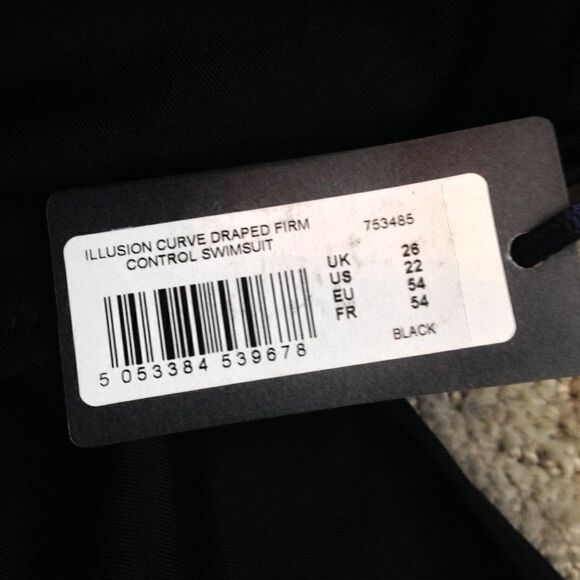 ILLUSION CURVE DRAPED FIRM
CONTROL SWIMSUIT
753485
UK 26
US 22
EU 54
FR 54
BLACK
5 053384 539678